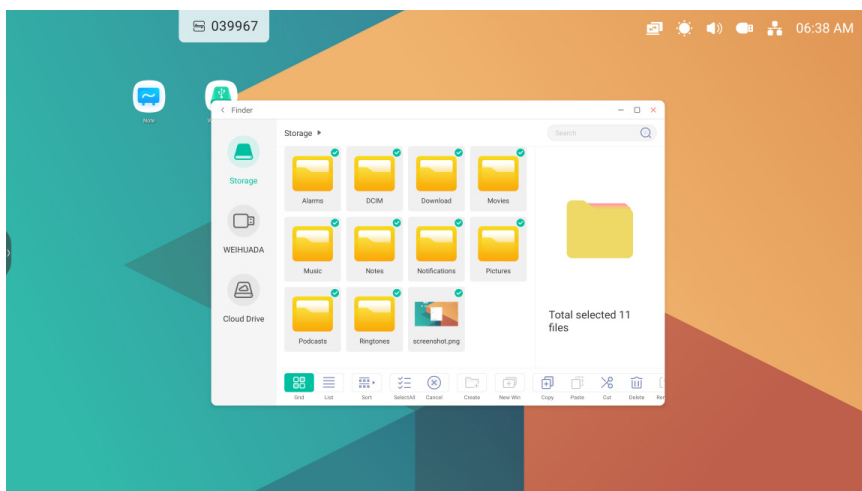 039967
06:38 AM
Note
Finder
Storage
Search
Storage
WEIHUADA
Cloud Drive
Alarms
DCIM
Download
Movies
Music
Notes
Notifications
Pictures
Podcasts
Ringtones
screenshot.png
Total selected 11
files
Grid
List
Sort
SelectAll
Cancel
Create
New Win
Copy
Paste
Cut
Delete